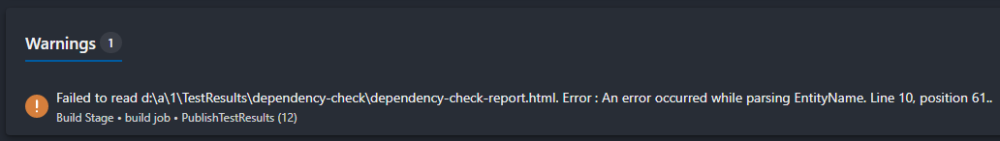 Warnings 1
Failed to read d:\a\1\TestResults\dependency-check\dependency-check-report.html. Error : An error occurred while parsing EntityName. Line 10, position 61..
Build Stage • build job • PublishTestResults (12)